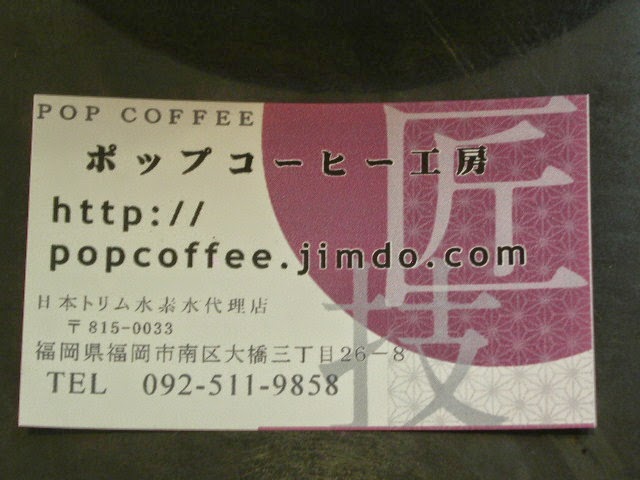 POP COFFEE
ポップコーヒー工房
http://
popcoffee.jimdo.com
日本トリム水素水代理店
〒815-0033
福岡県福岡市南区大橋三丁目26-8
TEL 092-511-9858
匠
技